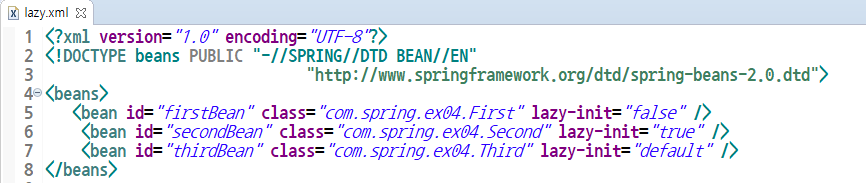 lazy.xml
1 <?xml version="1.0" encoding="UTF-8"?>
2 <!DOCTYPE beans PUBLIC "-//SPRING//DTD BEAN//EN"
3 "http://www.springframework.org/dtd/spring-beans-2.0.dtd">
4 <beans>
5 <bean id="firstBean" class="com.spring.ex04.First" lazy-init="false" />
6 <bean id="secondBean" class="com.spring.ex04.Second" lazy-init="true" />
7 <bean id="thirdBean" class="com.spring.ex04.Third" lazy-init="default" />
8 </beans>